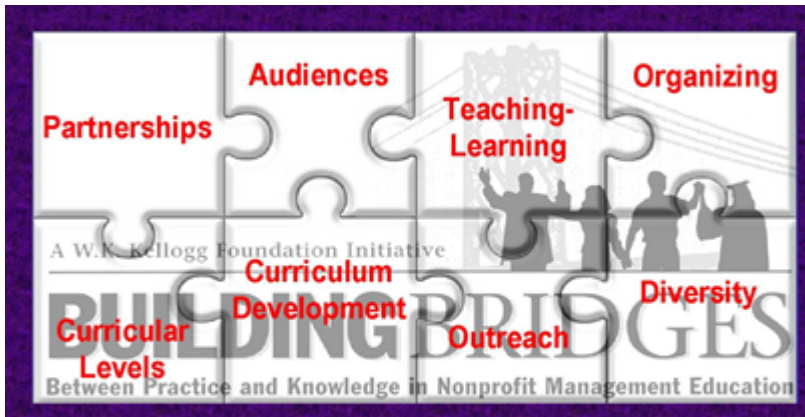 Partnerships
Audiences
Teaching-
Learning
Organizing
A W.K. Kellogg Foundation Initiative
BUILDING BRIDGES
Between Practice and Knowledge in Nonprofit Management Education
Curricular
Levels
Curriculum
Development
Outreach
Diversity